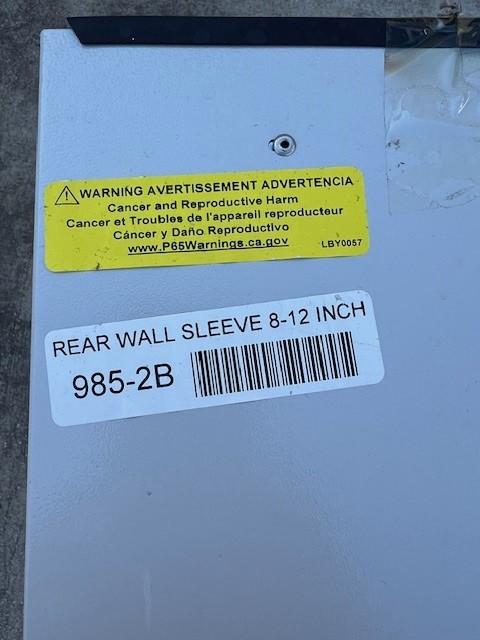 WARNING AVERTISSEMENT ADVERTENCIA
Cancer and Reproductive Harm
Cancer et Troubles de l'appareil reproducteur
Cáncer y Daño Reproductivo
www.P65Warnings.ca.gov
LBY0057
REAR WALL SLEEVE 8-12 INCH
985-2B